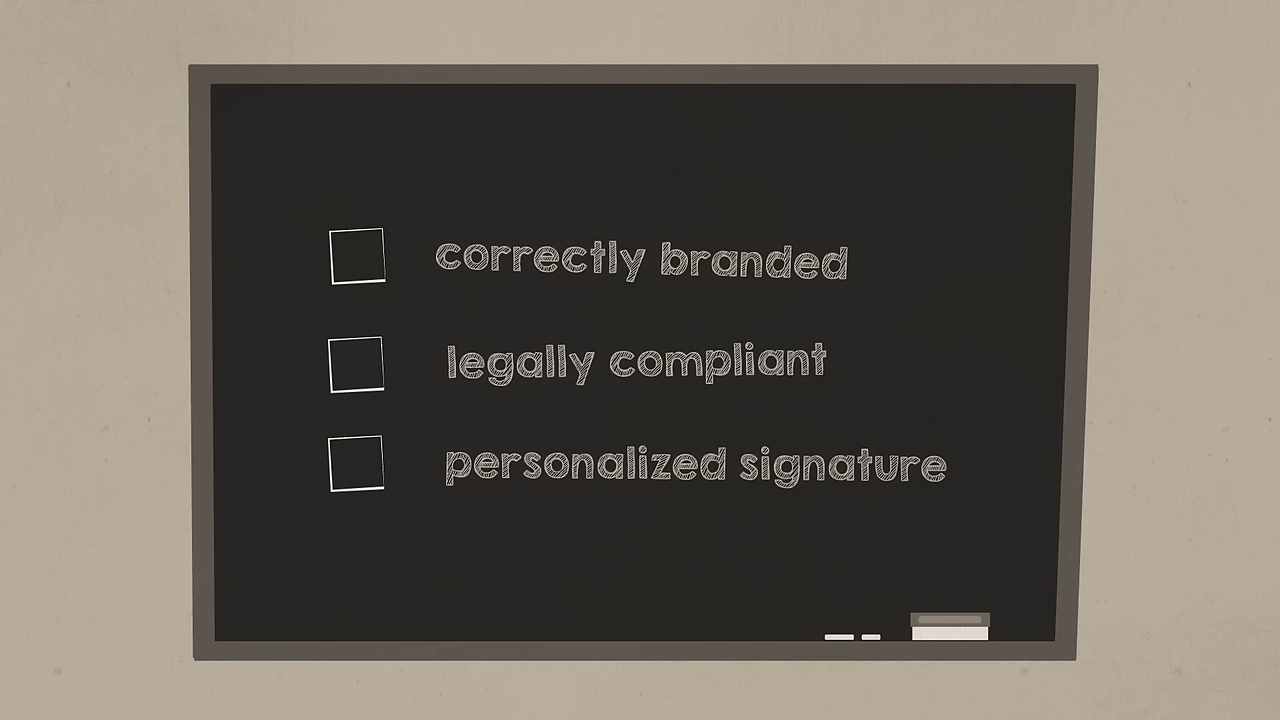 correctly branded
legally compliant
personalized signature